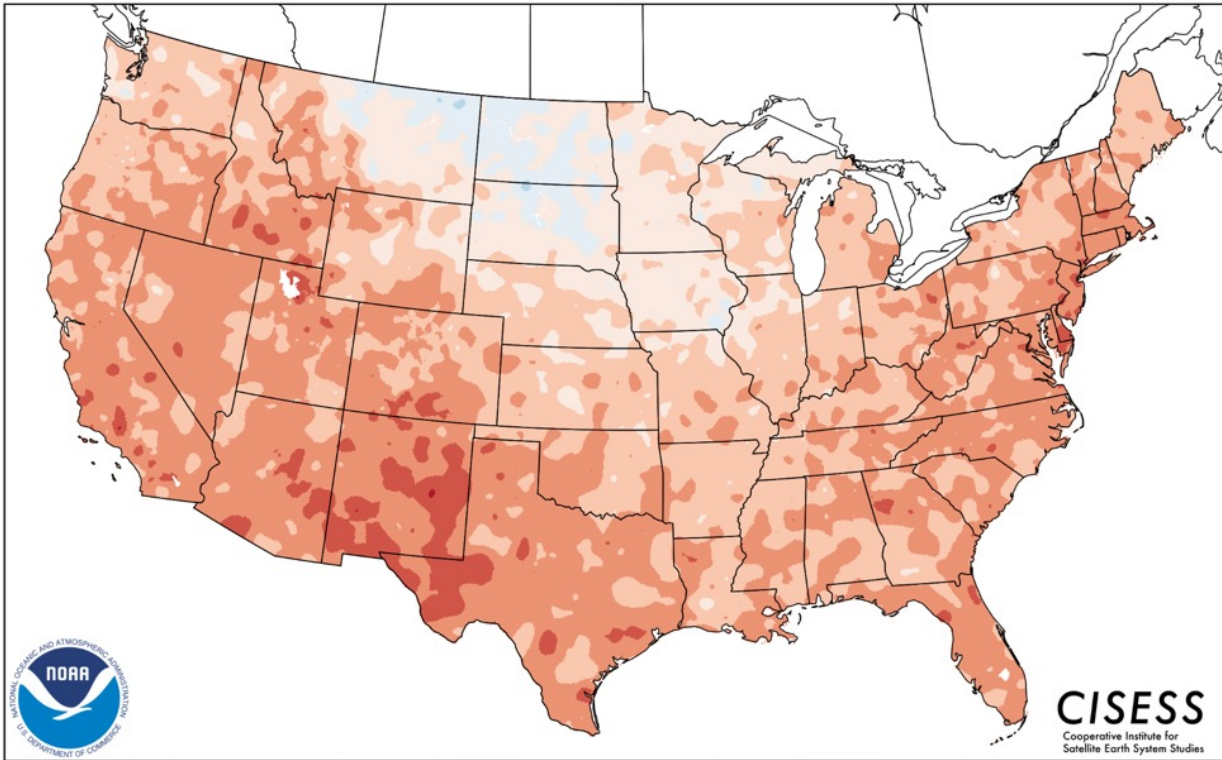 NATIONAL OCEANIC AND ATMOSPHERIC ADMINISTRATION
NOAA
U.S. DEPARTMENT OF COMMERCE
CISESS
Cooperative Institute for
Satellite Earth System Studies